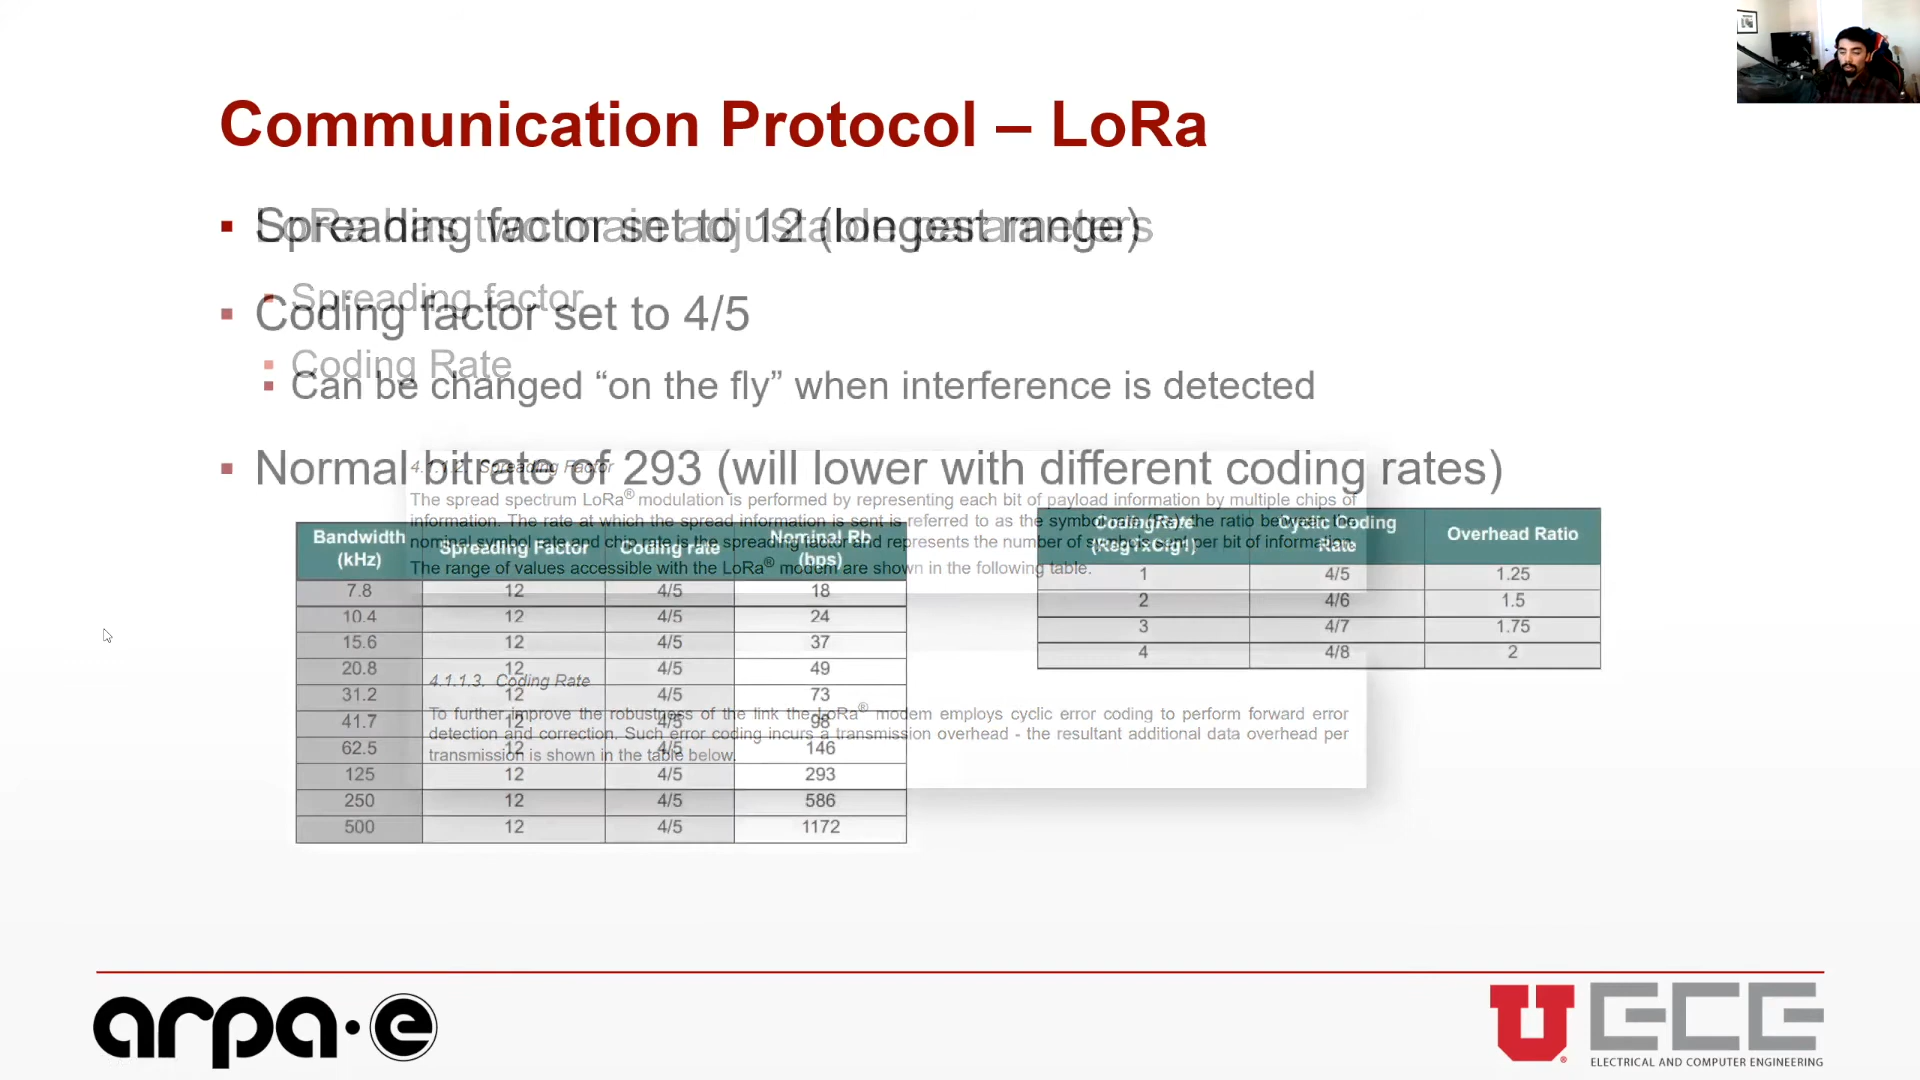 Communication Protocol – LoRa
Spreading factor set to 12 (longest range)
LoRa has two main adjustable parameters
Spreading factor
Coding factor set to 4/5
Coding Rate
Can be changed “on the fly” when interference is detected
Normal bitrate of 293 (will lower with different coding rates)
4.1.1.2. Spreading Factor
The spread spectrum LoRa® modulation is performed by representing each bit of payload information by multiple chips of
information. The rate at which the spread information is sent is referred to as the symbol rate (Rs), the ratio between the
nominal symbol rate and chip rate is the spreading factor and represents the number of symbols sent per bit of information.
The range of values accessible with the LoRa® modem are shown in the following table.
Bandwidth (kHz) Spreading Factor Coding rate Nominal Rb (bps)
7.8 12 4/5 18
10.4 12 4/5 24
15.6 12 4/5 37
20.8 12 4/5 49
31.2 12 4/5 73
41.7 12 4/5 98
62.5 12 4/5 146
125 12 4/5 293
250 12 4/5 586
500 12 4/5 1172
CodingRate (RegTxCfg1) Cyclic Coding Rate Overhead Ratio
1 4/5 1.25
2 4/6 1.5
3 4/7 1.75
4 4/8 2
4.1.1.3. Coding Rate
To further improve the robustness of the link the LoRa® modem employs cyclic error coding to perform forward error
detection and correction. Such error coding incurs a transmission overhead - the resultant additional data overhead per
transmission is shown in the table below.
arpa·e
U ECE
ELECTRICAL AND COMPUTER ENGINEERING